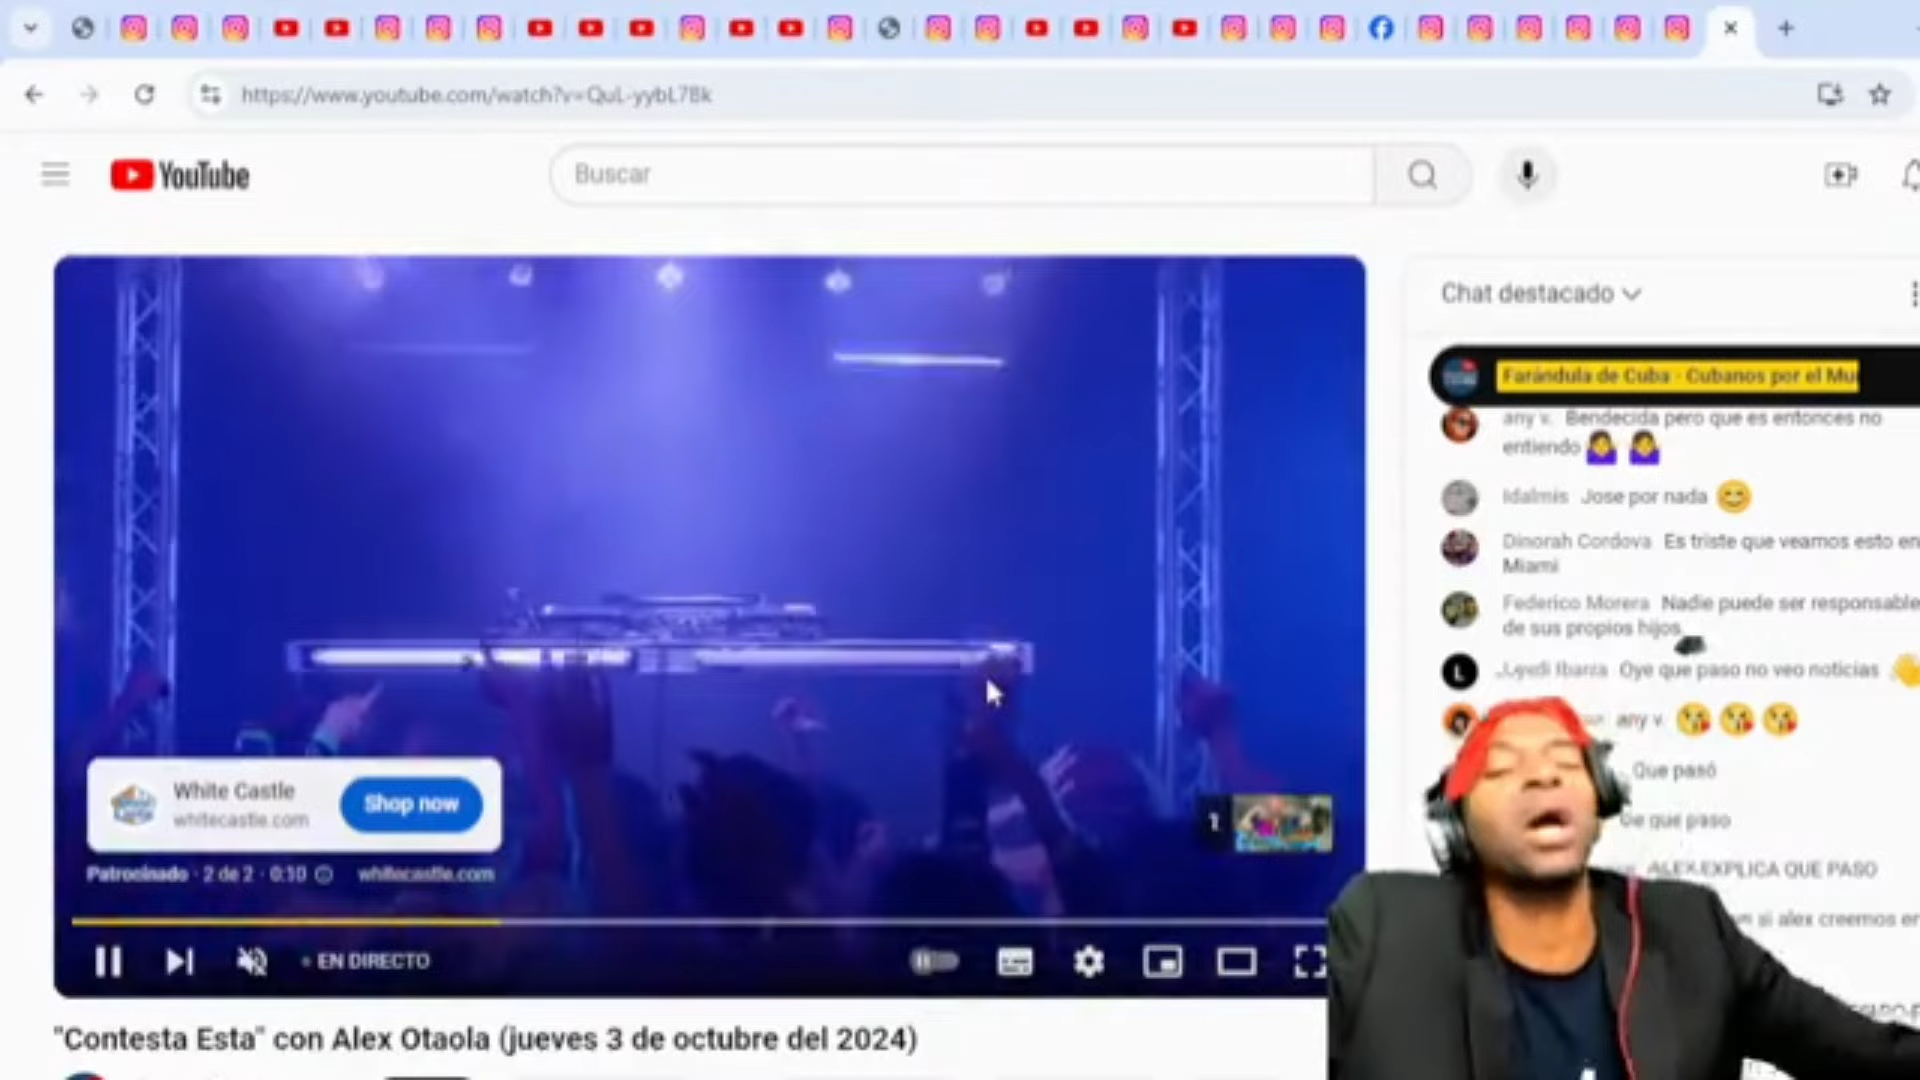 https://www.youtube.com/watch?v=QuL-yybL78k
YouTube
Buscar
Chat destacado
Farándula de Cuba - Cubanos por el Mu
any v. Bendecida pero que es entonces no
entiendo
Idalmis Jose por nada
Dinorah Cordova Es triste que veamos esto en
Miami
Federico Morera Nadie puede ser responsable
de sus propios hijos
L
Oye que paso no veo noticias
any v.
Que pasó
que paso
ALEX EXPLICA QUE PASO
si alex creemos en
White Castle
whitecastle.com
Shop now
1
Patrocinado · 2 de 2 · 0:10
whitecastle.com
EN DIRECTO
"Contesta Esta" con Alex Otaola (jueves 3 de octubre del 2024)